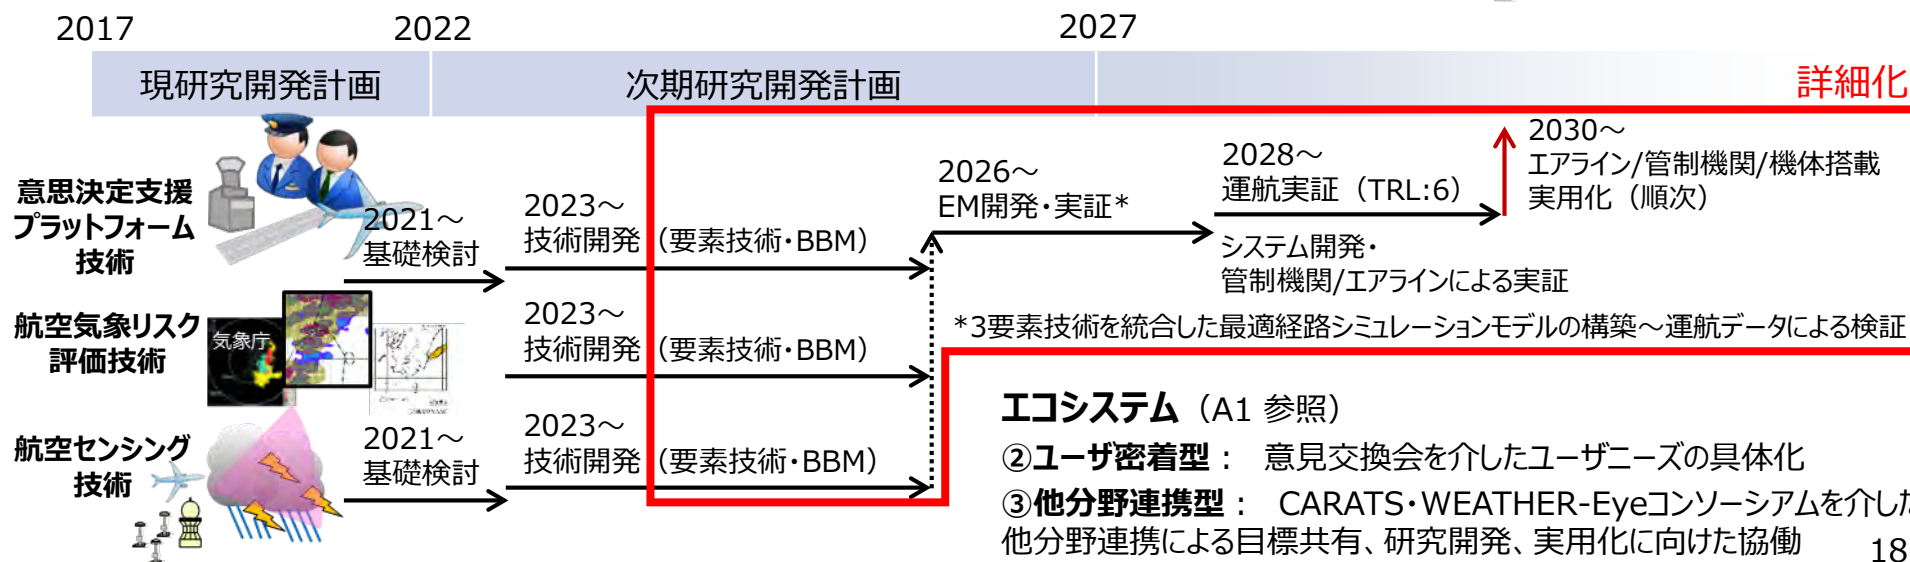 2017
2022
2027
現研究開発計画
次期研究開発計画
詳細化
意思決定支援
プラットフォーム
技術
2021～
基礎検討
2023～
技術開発（要素技術・BBM）
2026～
EM開発・実証*
2028～
運航実証（TRL:6）
システム開発・
管制機関/エアラインによる実証
2030～
エアライン/管制機関/機体搭載
実用化（順次）
航空気象リスク
評価技術
気象庁
2023～
技術開発（要素技術・BBM）
*3要素技術を統合した最適経路シミュレーションモデルの構築～運航データによる検証
航空センシング
技術
2021～
基礎検討
2023～
技術開発（要素技術・BBM）
エコシステム（A1 参照）
②ユーザ密着型： 意見交換会を介したユーザニーズの具体化
③他分野連携型： CARATS・WEATHER-Eyeコンソーシアムを介した
他分野連携による目標共有、研究開発、実用化に向けた協働
18